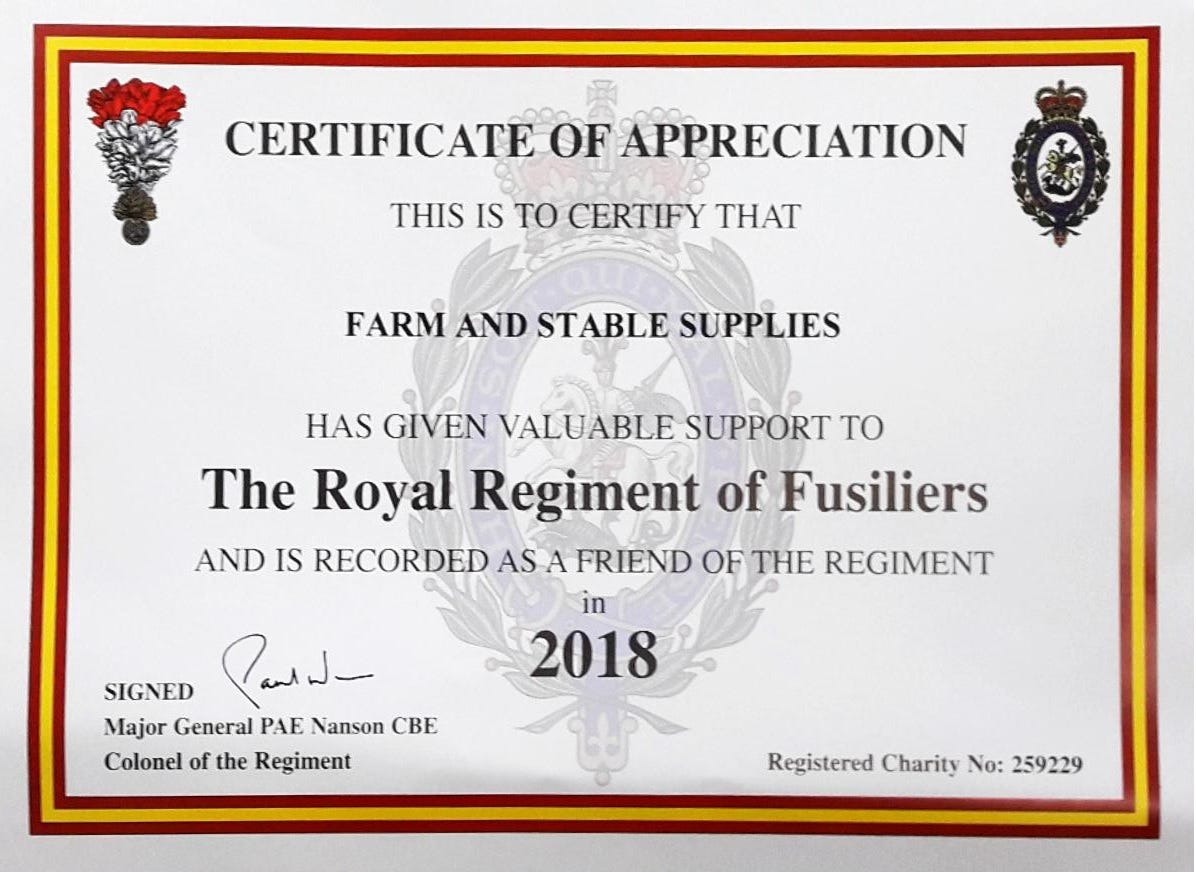 CERTIFICATE OF APPRECIATION
THIS IS TO CERTIFY THAT
FARM AND STABLE SUPPLIES
HAS GIVEN VALUABLE SUPPORT TO
The Royal Regiment of Fusiliers
AND IS RECORDED AS A FRIEND OF THE REGIMENT
in
2018
SIGNED
Major General PAE Nanson CBE
Colonel of the Regiment
Registered Charity No: 259229